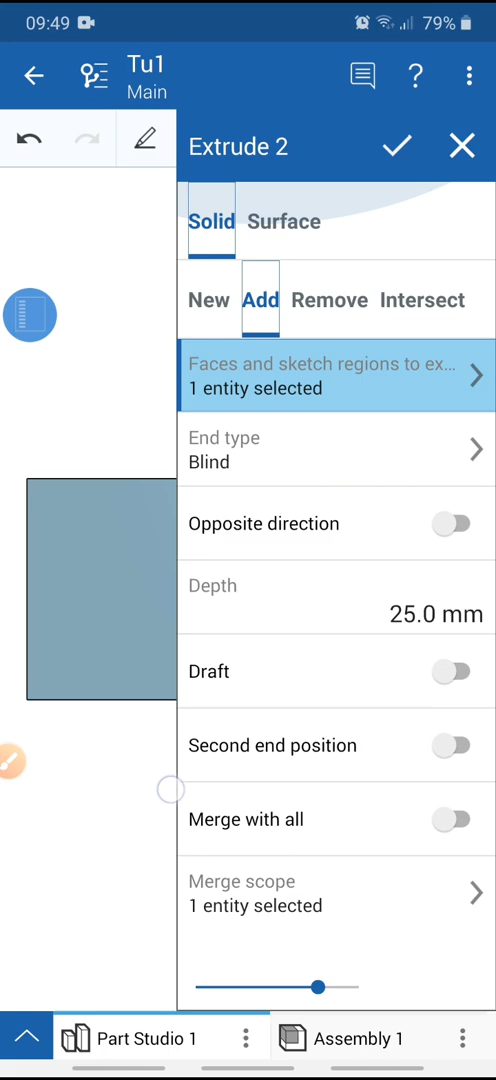 09:49
79%
Tu1
Main
?
Extrude 2
Solid Surface
New Add Remove Intersect
Faces and sketch regions to ex...
1 entity selected
End type
Blind
Opposite direction
Depth
25.0 mm
Draft
Second end position
Merge with all
Merge scope
1 entity selected
Part Studio 1
Assembly 1